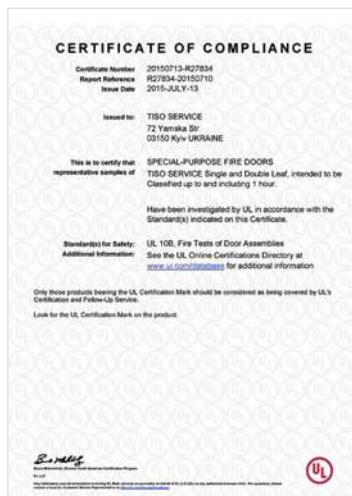 CERTIFICATE OF COMPLIANCE
Certificate Number 20150713-R27834
Report Reference R27834-20150710
Issue Date 2015-JULY-13
Issued to: TISO SERVICE
72 Yamska Str
03150 Kyiv UKRAINE
This is to certify that SPECIAL-PURPOSE FIRE DOORS
representative samples of TISO SERVICE Single and Double Leaf, intended to be
Classified up to and including 1 hour.
Have been investigated by UL in accordance with the
Standard(s) indicated on this Certificate.
Standard(s) for Safety: UL 10B, Fire Tests of Door Assemblies
Additional Information: See the UL Online Certifications Directory at
www.ul.com/database for additional information
Only those products bearing the UL Certification Mark should be considered as being covered by UL's
Certification and Follow-Up Service.
Look for the UL Certification Mark on the product.
UL